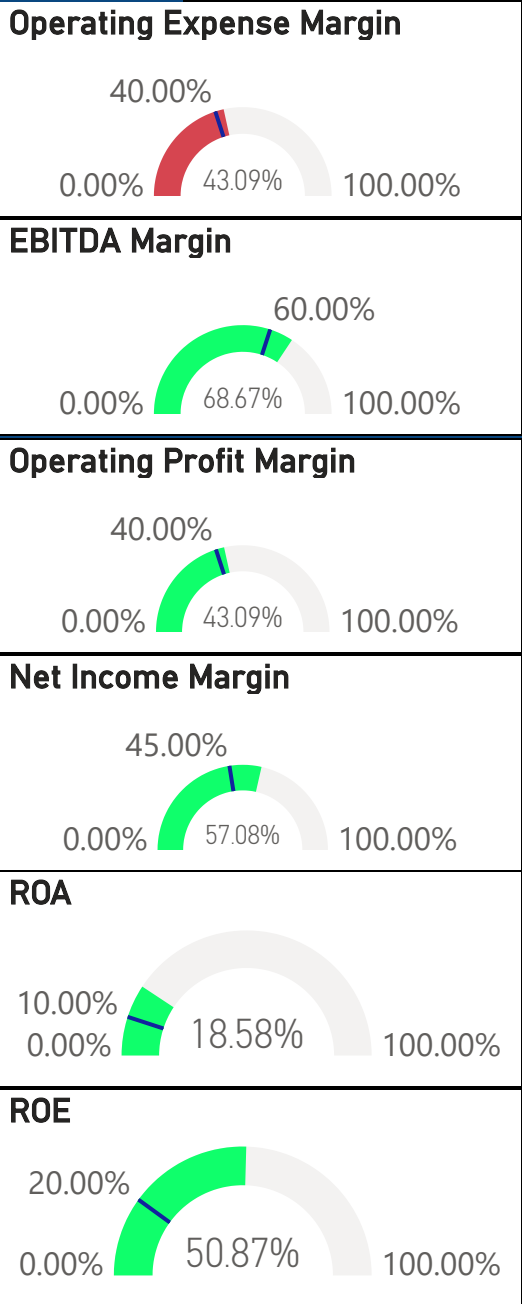 Operating Expense Margin
40.00%
0.00% 43.09% 100.00%
EBITDA Margin
60.00%
0.00% 68.67% 100.00%
Operating Profit Margin
40.00%
0.00% 43.09% 100.00%
Net Income Margin
45.00%
0.00% 57.08% 100.00%
ROA
10.00%
0.00% 18.58% 100.00%
ROE
20.00%
0.00% 50.87% 100.00%